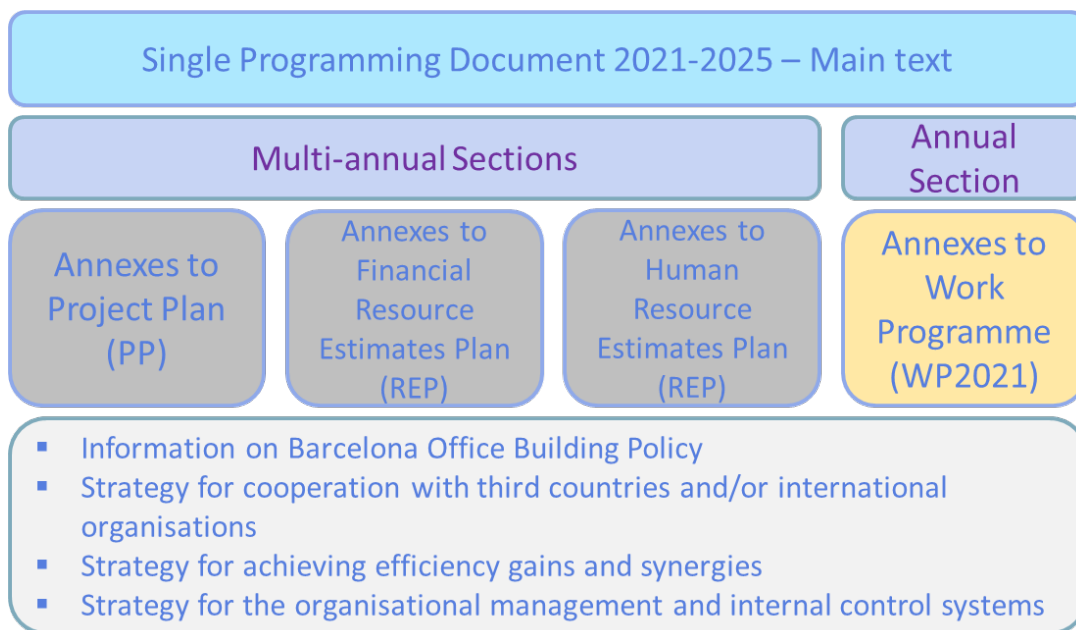 Single Programming Document 2021-2025 – Main text
Multi-annual Sections
Annual
Section
Annexes to
Project Plan
(PP)
Annexes to
Financial
Resource
Estimates Plan
(REP)
Annexes to
Human
Resource
Estimates Plan
(REP)
Annexes to
Work
Programme
(WP2021)
▪ Information on Barcelona Office Building Policy
▪ Strategy for cooperation with third countries and/or international
organisations
▪ Strategy for achieving efficiency gains and synergies
▪ Strategy for the organisational management and internal control systems